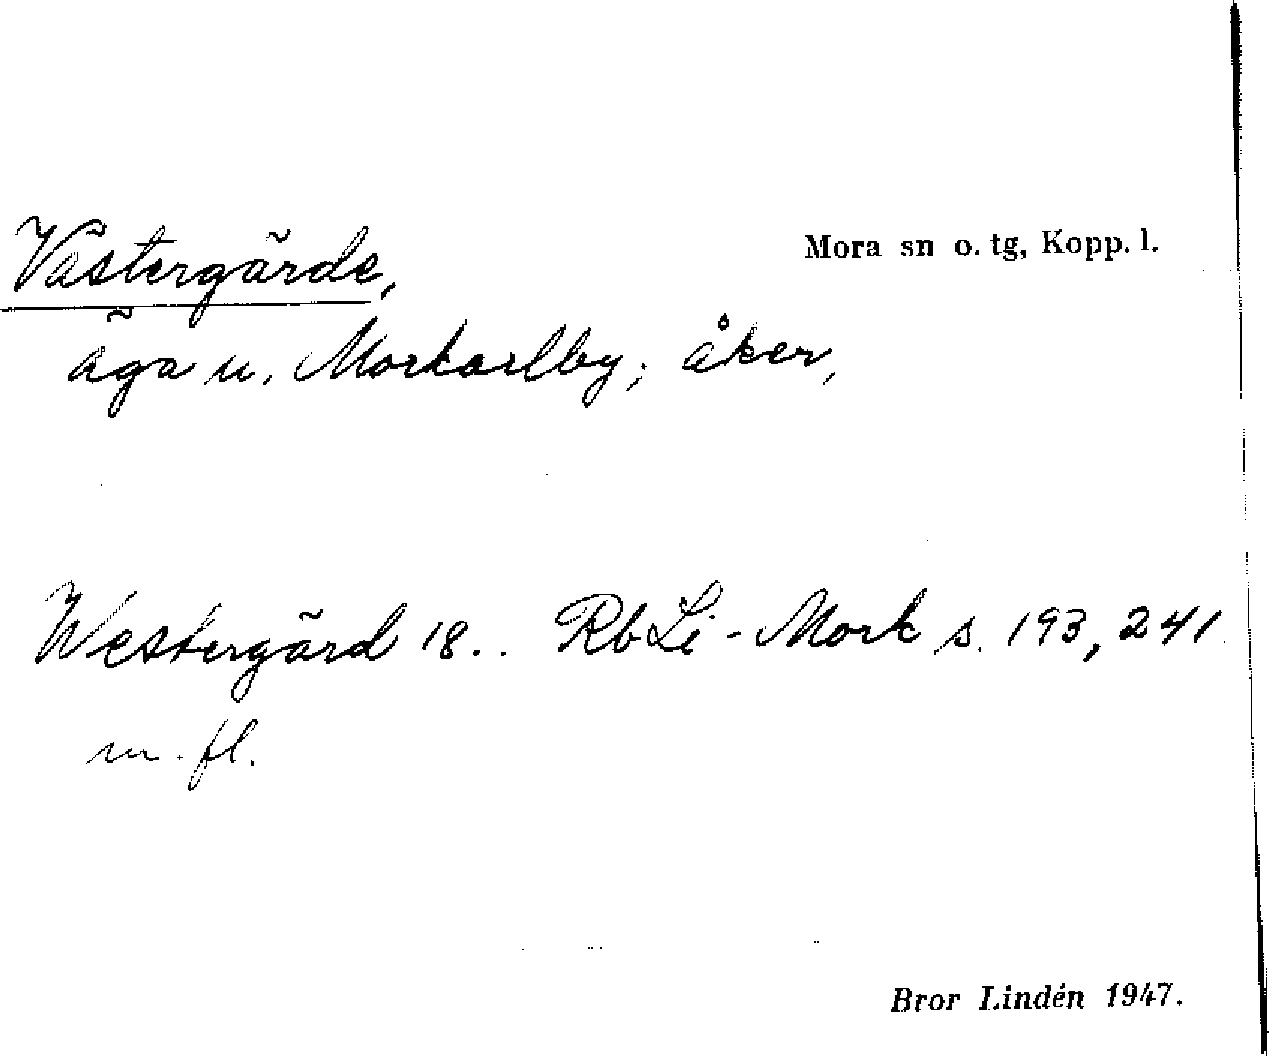 Västergärde,
Mora sn o. tg, Kopp. l.
äga u. Morkarlby; åker,
Westergärd 18.. RbLi - Mork s. 193, 241
m. fl.
Bror Lindén 1947.